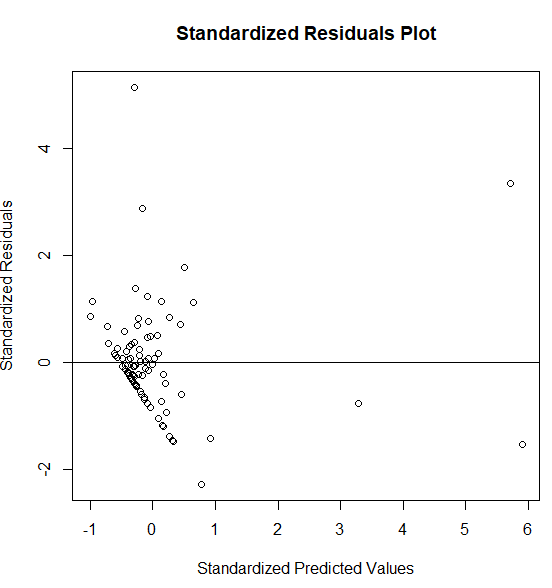 Standardized Residuals Plot
Standardized Residuals
4
2
0
-2
-1 0 1 2 3 4 5 6
Standardized Predicted Values